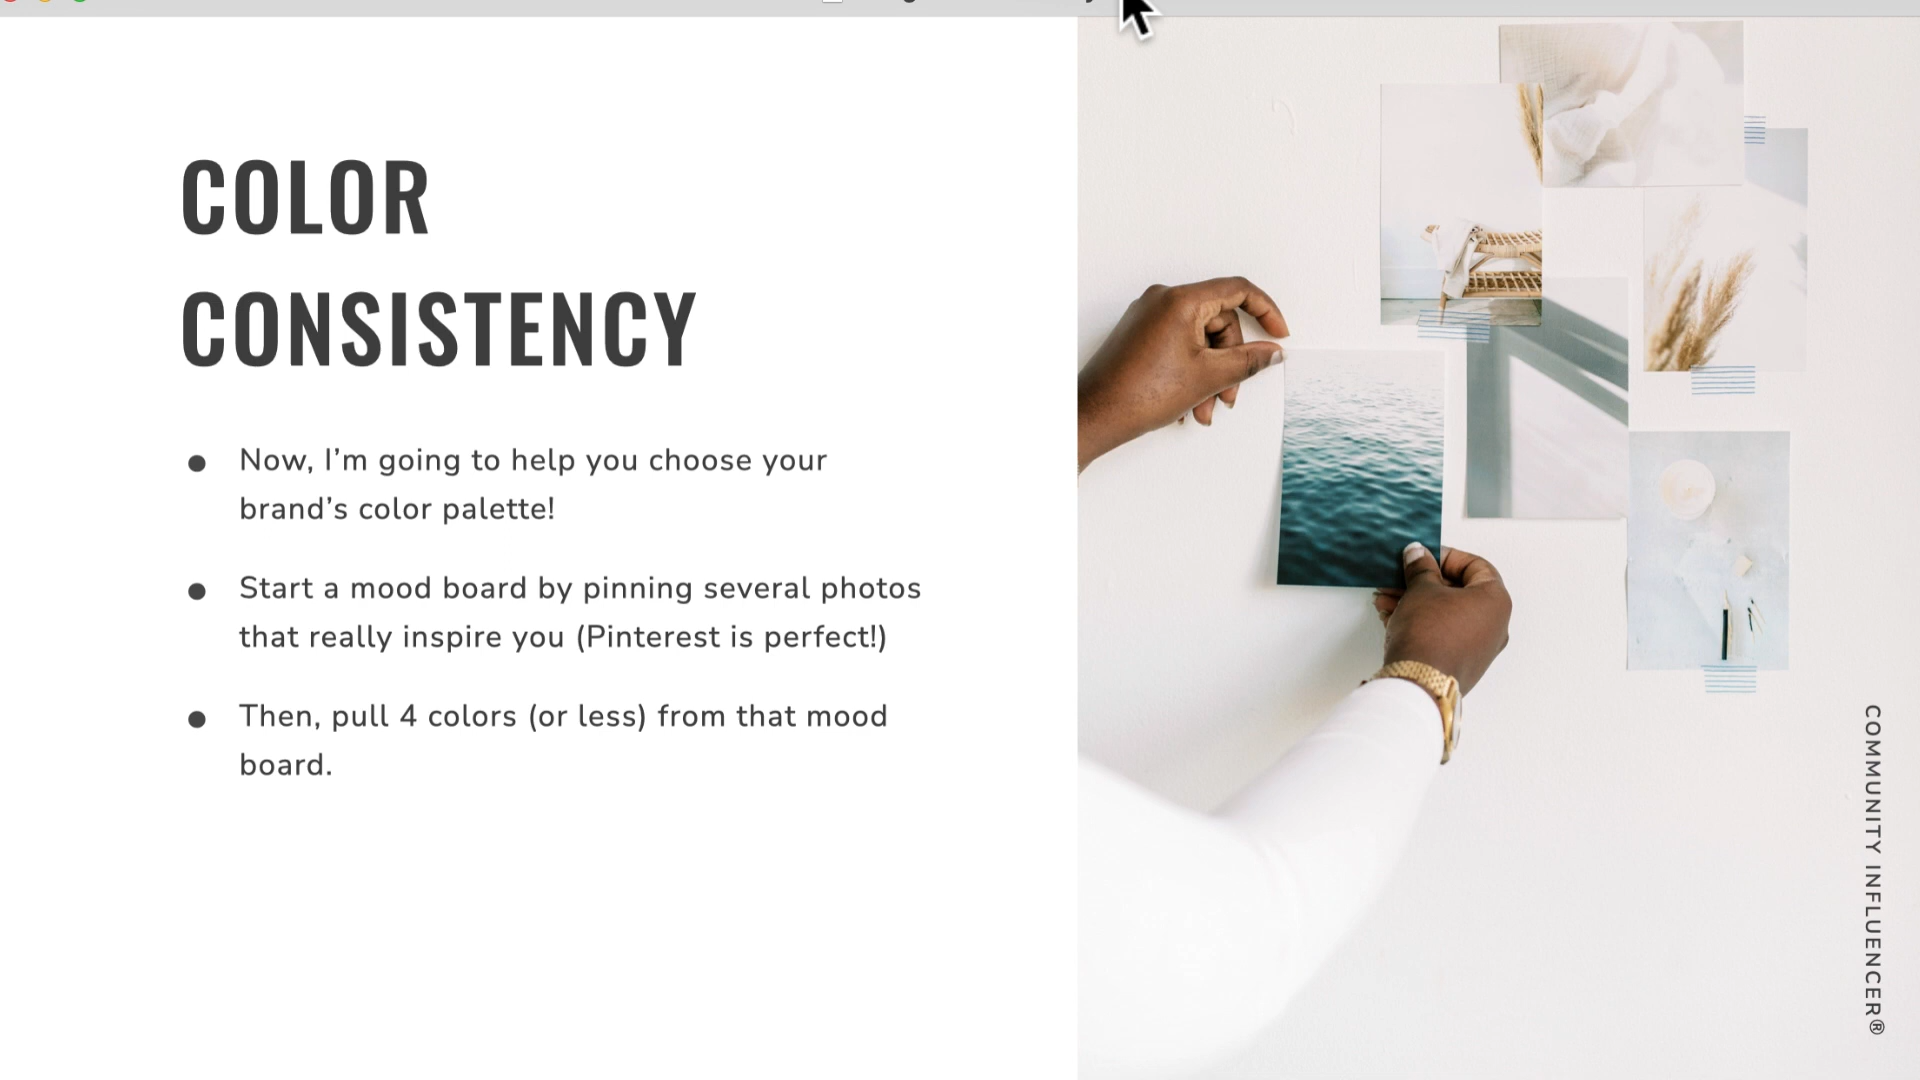 COLOR
CONSISTENCY
● Now, I’m going to help you choose your
brand’s color palette!
● Start a mood board by pinning several photos
that really inspire you (Pinterest is perfect!)
● Then, pull 4 colors (or less) from that mood
board.
COMMUNITY INFLUENCER®